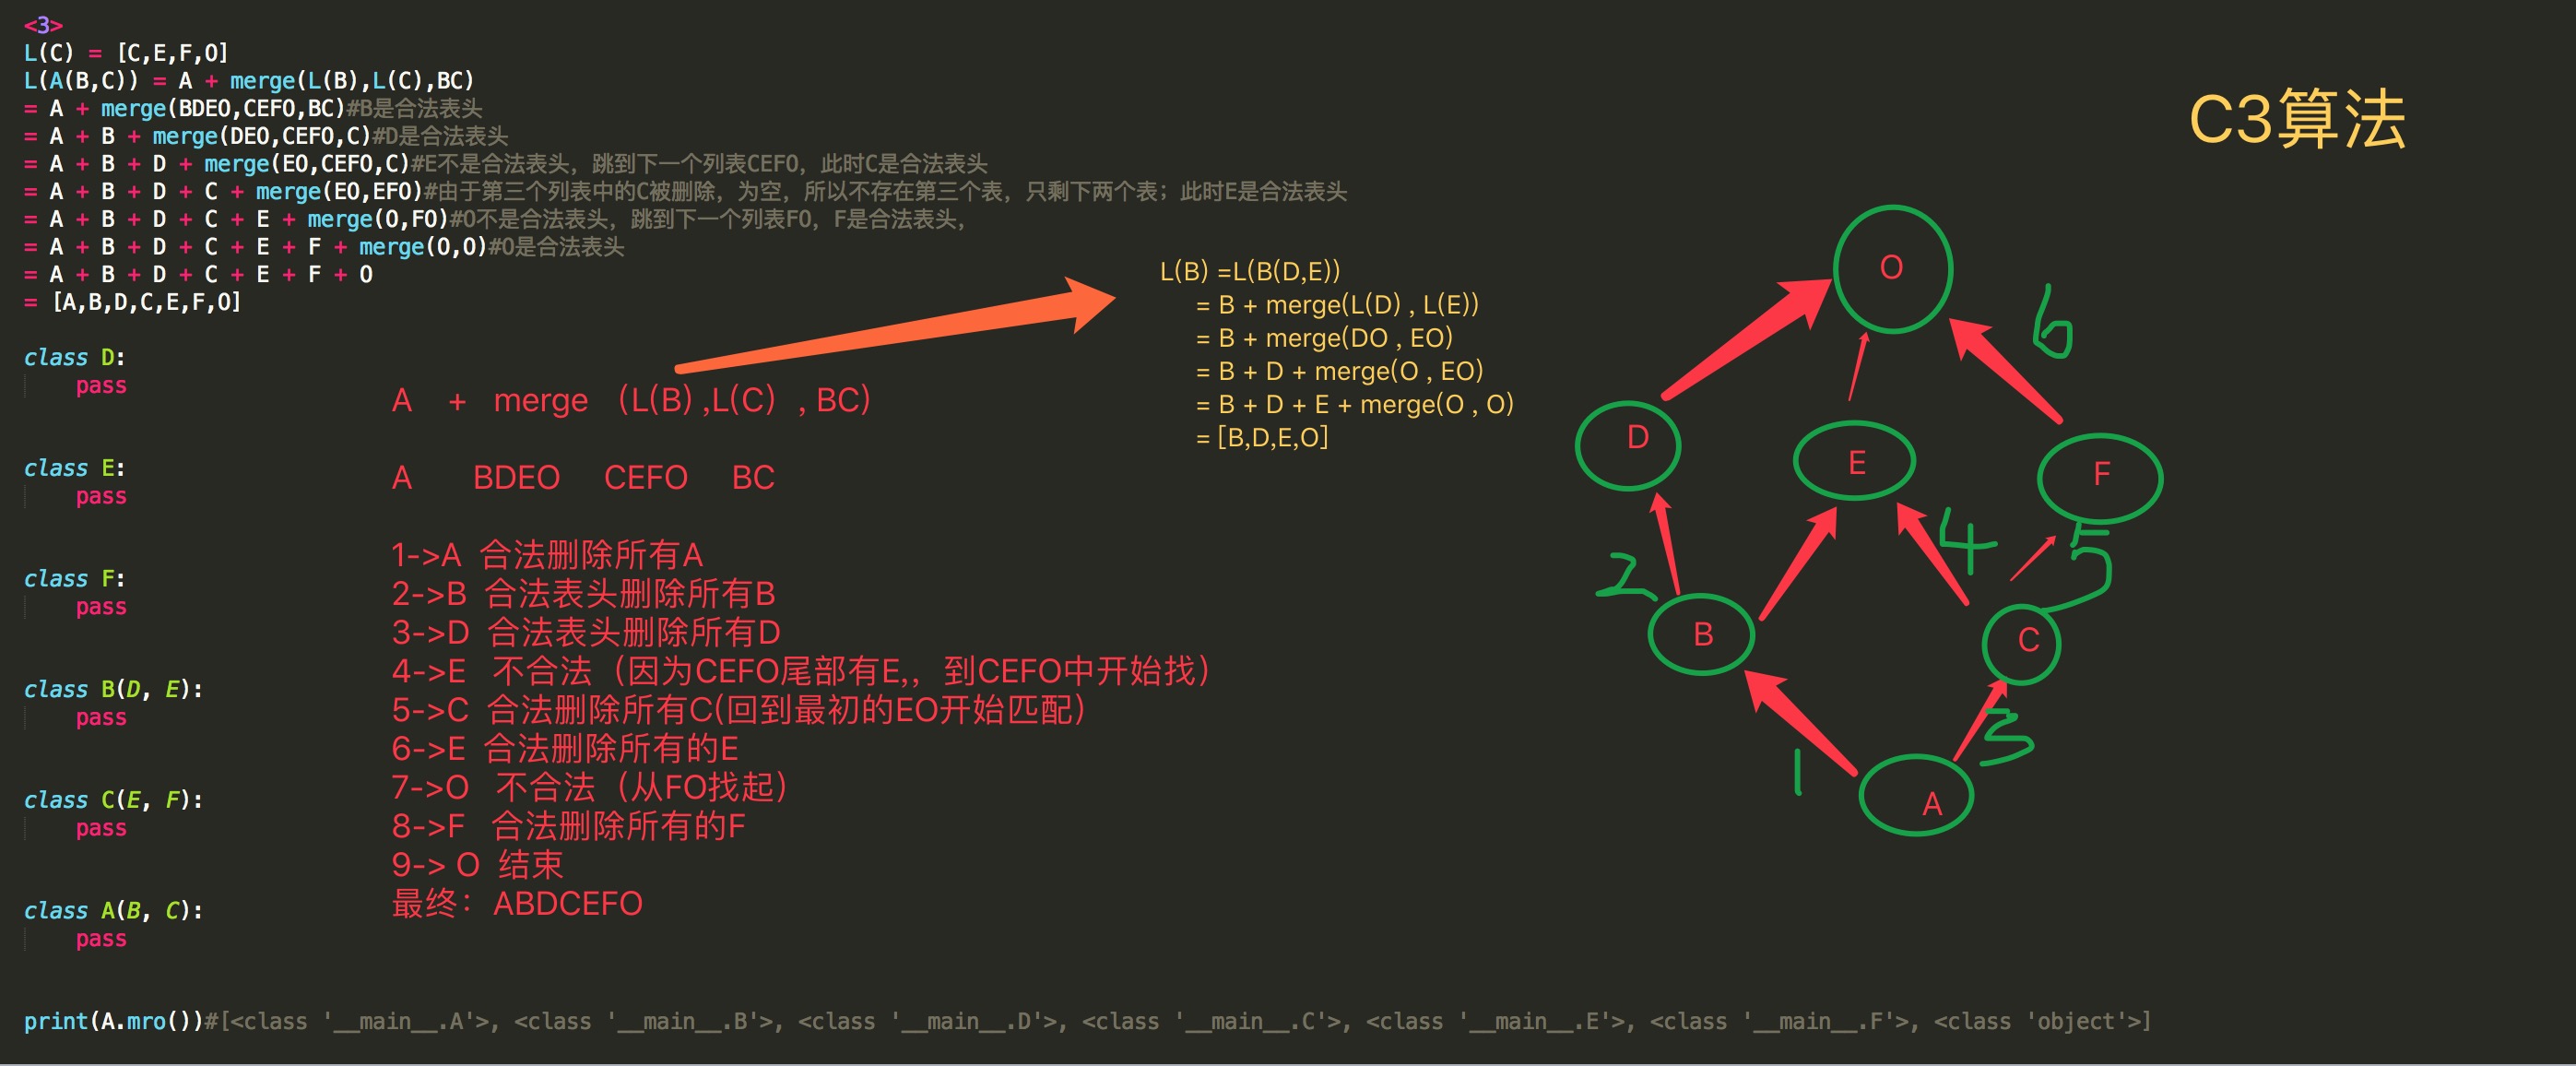 <3>
L(C) = [C,E,F,O]
L(A(B,C)) = A + merge(L(B),L(C),BC)
= A + merge(BDEO,CEFO,BC)#B是合法表头
= A + B + merge(DEO,CEFO,C)#D是合法表头
= A + B + D + merge(EO,CEFO,C)#E不是合法表头，跳到下一个列表CEFO，此时C是合法表头
= A + B + D + C + merge(EO,EFO)#由于第三个列表中的C被删除，为空，所以不存在第三个表，只剩下两个表；此时E是合法表头
= A + B + D + C + E + merge(O,FO)#O不是合法表头，跳到下一个列表FO，F是合法表头，
= A + B + D + C + E + F + merge(O,O)#O是合法表头
= A + B + D + C + E + F + O
= [A,B,D,C,E,F,O]
class D:
pass
class E:
pass
class F:
pass
class B(D, E):
pass
class C(E, F):
pass
class A(B, C):
pass
print(A.mro())#[<class '__main__.A'>, <class '__main__.B'>, <class '__main__.D'>, <class '__main__.C'>, <class '__main__.E'>, <class '__main__.F'>, <class 'object'>]
A + merge （L(B) ,L(C) , BC）
A BDEO CEFO BC
1->A 合法删除所有A
2->B 合法表头删除所有B
3->D 合法表头删除所有D
4->E 不合法（因为CEFO尾部有E,，到CEFO中开始找）
5->C 合法删除所有C(回到最初的EO开始匹配）
6->E 合法删除所有的E
7->O 不合法（从FO找起）
8->F 合法删除所有的F
9-> O 结束
最终：ABDCEFO
L(B) =L(B(D,E))
= B + merge(L(D) , L(E))
= B + merge(DO , EO)
= B + D + merge(O , EO)
= B + D + E + merge(O , O)
= [B,D,E,O]
C3算法
O
6
D
E
F
4
5
2
B
C
3
1
A